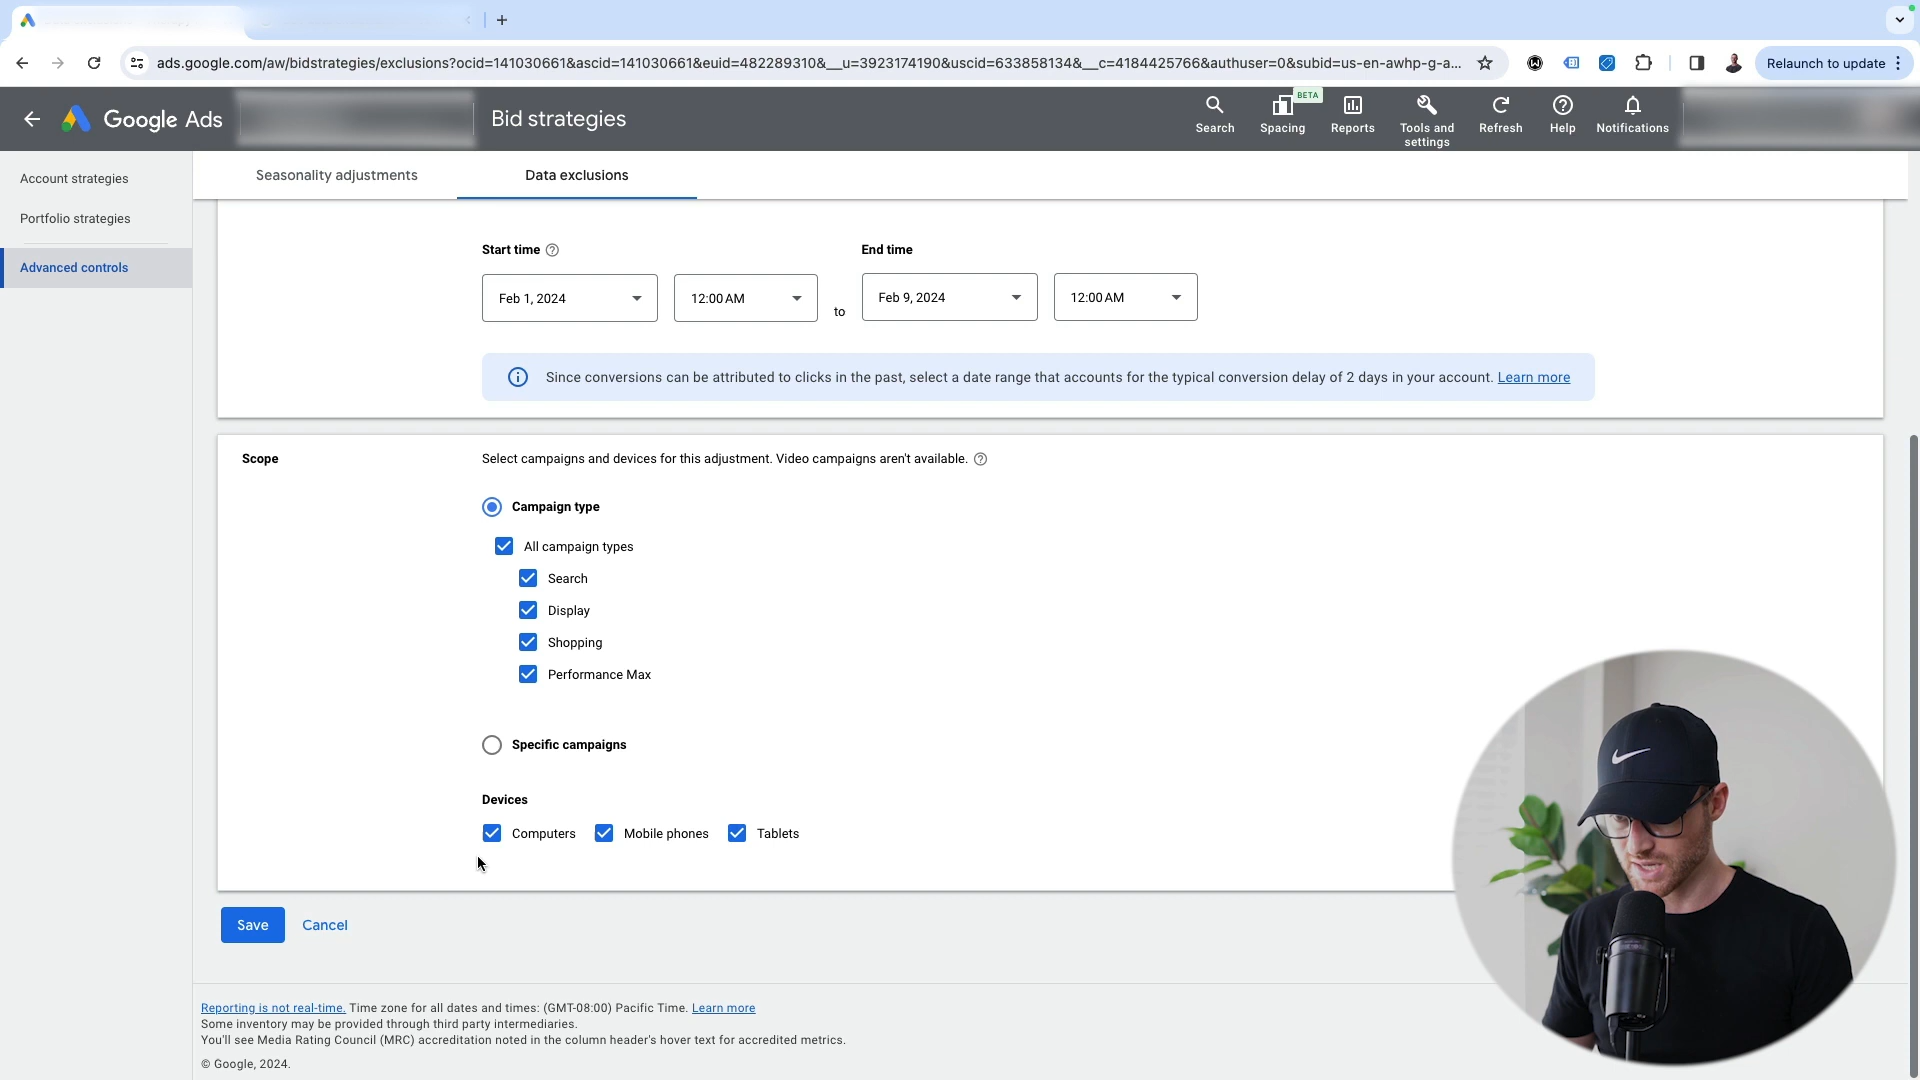 ads.google.com/aw/bidstrategies/exclusions?ocid=141030661&ascid=141030661&euid=482289310&__u=3923174190&uscid=633858134&__c=4184425766&authuser=0&subid=us-en-awhp-g-a...
Relaunch to update
Google Ads
Bid strategies
Search
BETA
Spacing
Reports
Tools and
settings
Refresh
Help
Notifications
Account strategies
Portfolio strategies
Advanced controls
Seasonality adjustments
Data exclusions
Start time
End time
Feb 1, 2024
12:00 AM
to
Feb 9, 2024
12:00 AM
Since conversions can be attributed to clicks in the past, select a date range that accounts for the typical conversion delay of 2 days in your account. Learn more
Scope
Select campaigns and devices for this adjustment. Video campaigns aren't available.
Campaign type
All campaign types
Search
Display
Shopping
Performance Max
Specific campaigns
Devices
Computers
Mobile phones
Tablets
Save
Cancel
Reporting is not real-time. Time zone for all dates and times: (GMT-08:00) Pacific Time. Learn more
Some inventory may be provided through third party intermediaries.
You'll see Media Rating Council (MRC) accreditation noted in the column header's hover text for accredited metrics.
© Google, 2024.